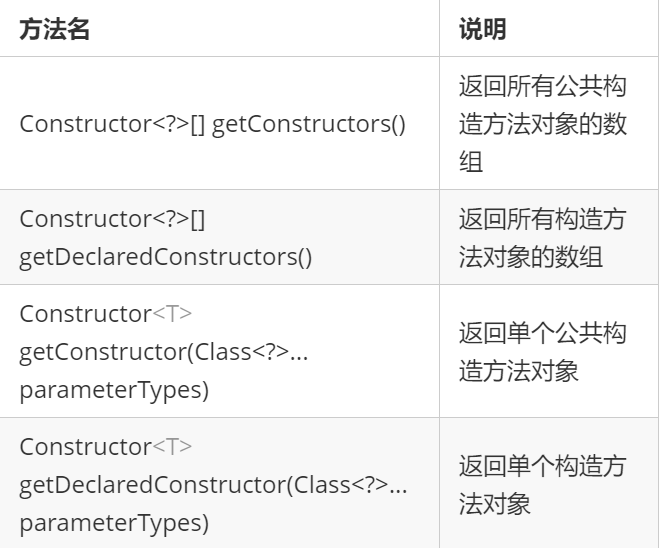 方法名
说明
Constructor<?>[] getConstructors()
返回所有公共构
造方法对象的数
组
Constructor<?>[]
getDeclaredConstructors()
返回所有构造方
法对象的数组
Constructor<T>
getConstructor(Class<?>...
parameterTypes)
返回单个公共构
造方法对象
Constructor<T>
getDeclaredConstructor(Class<?>...
parameterTypes)
返回单个构造方
法对象